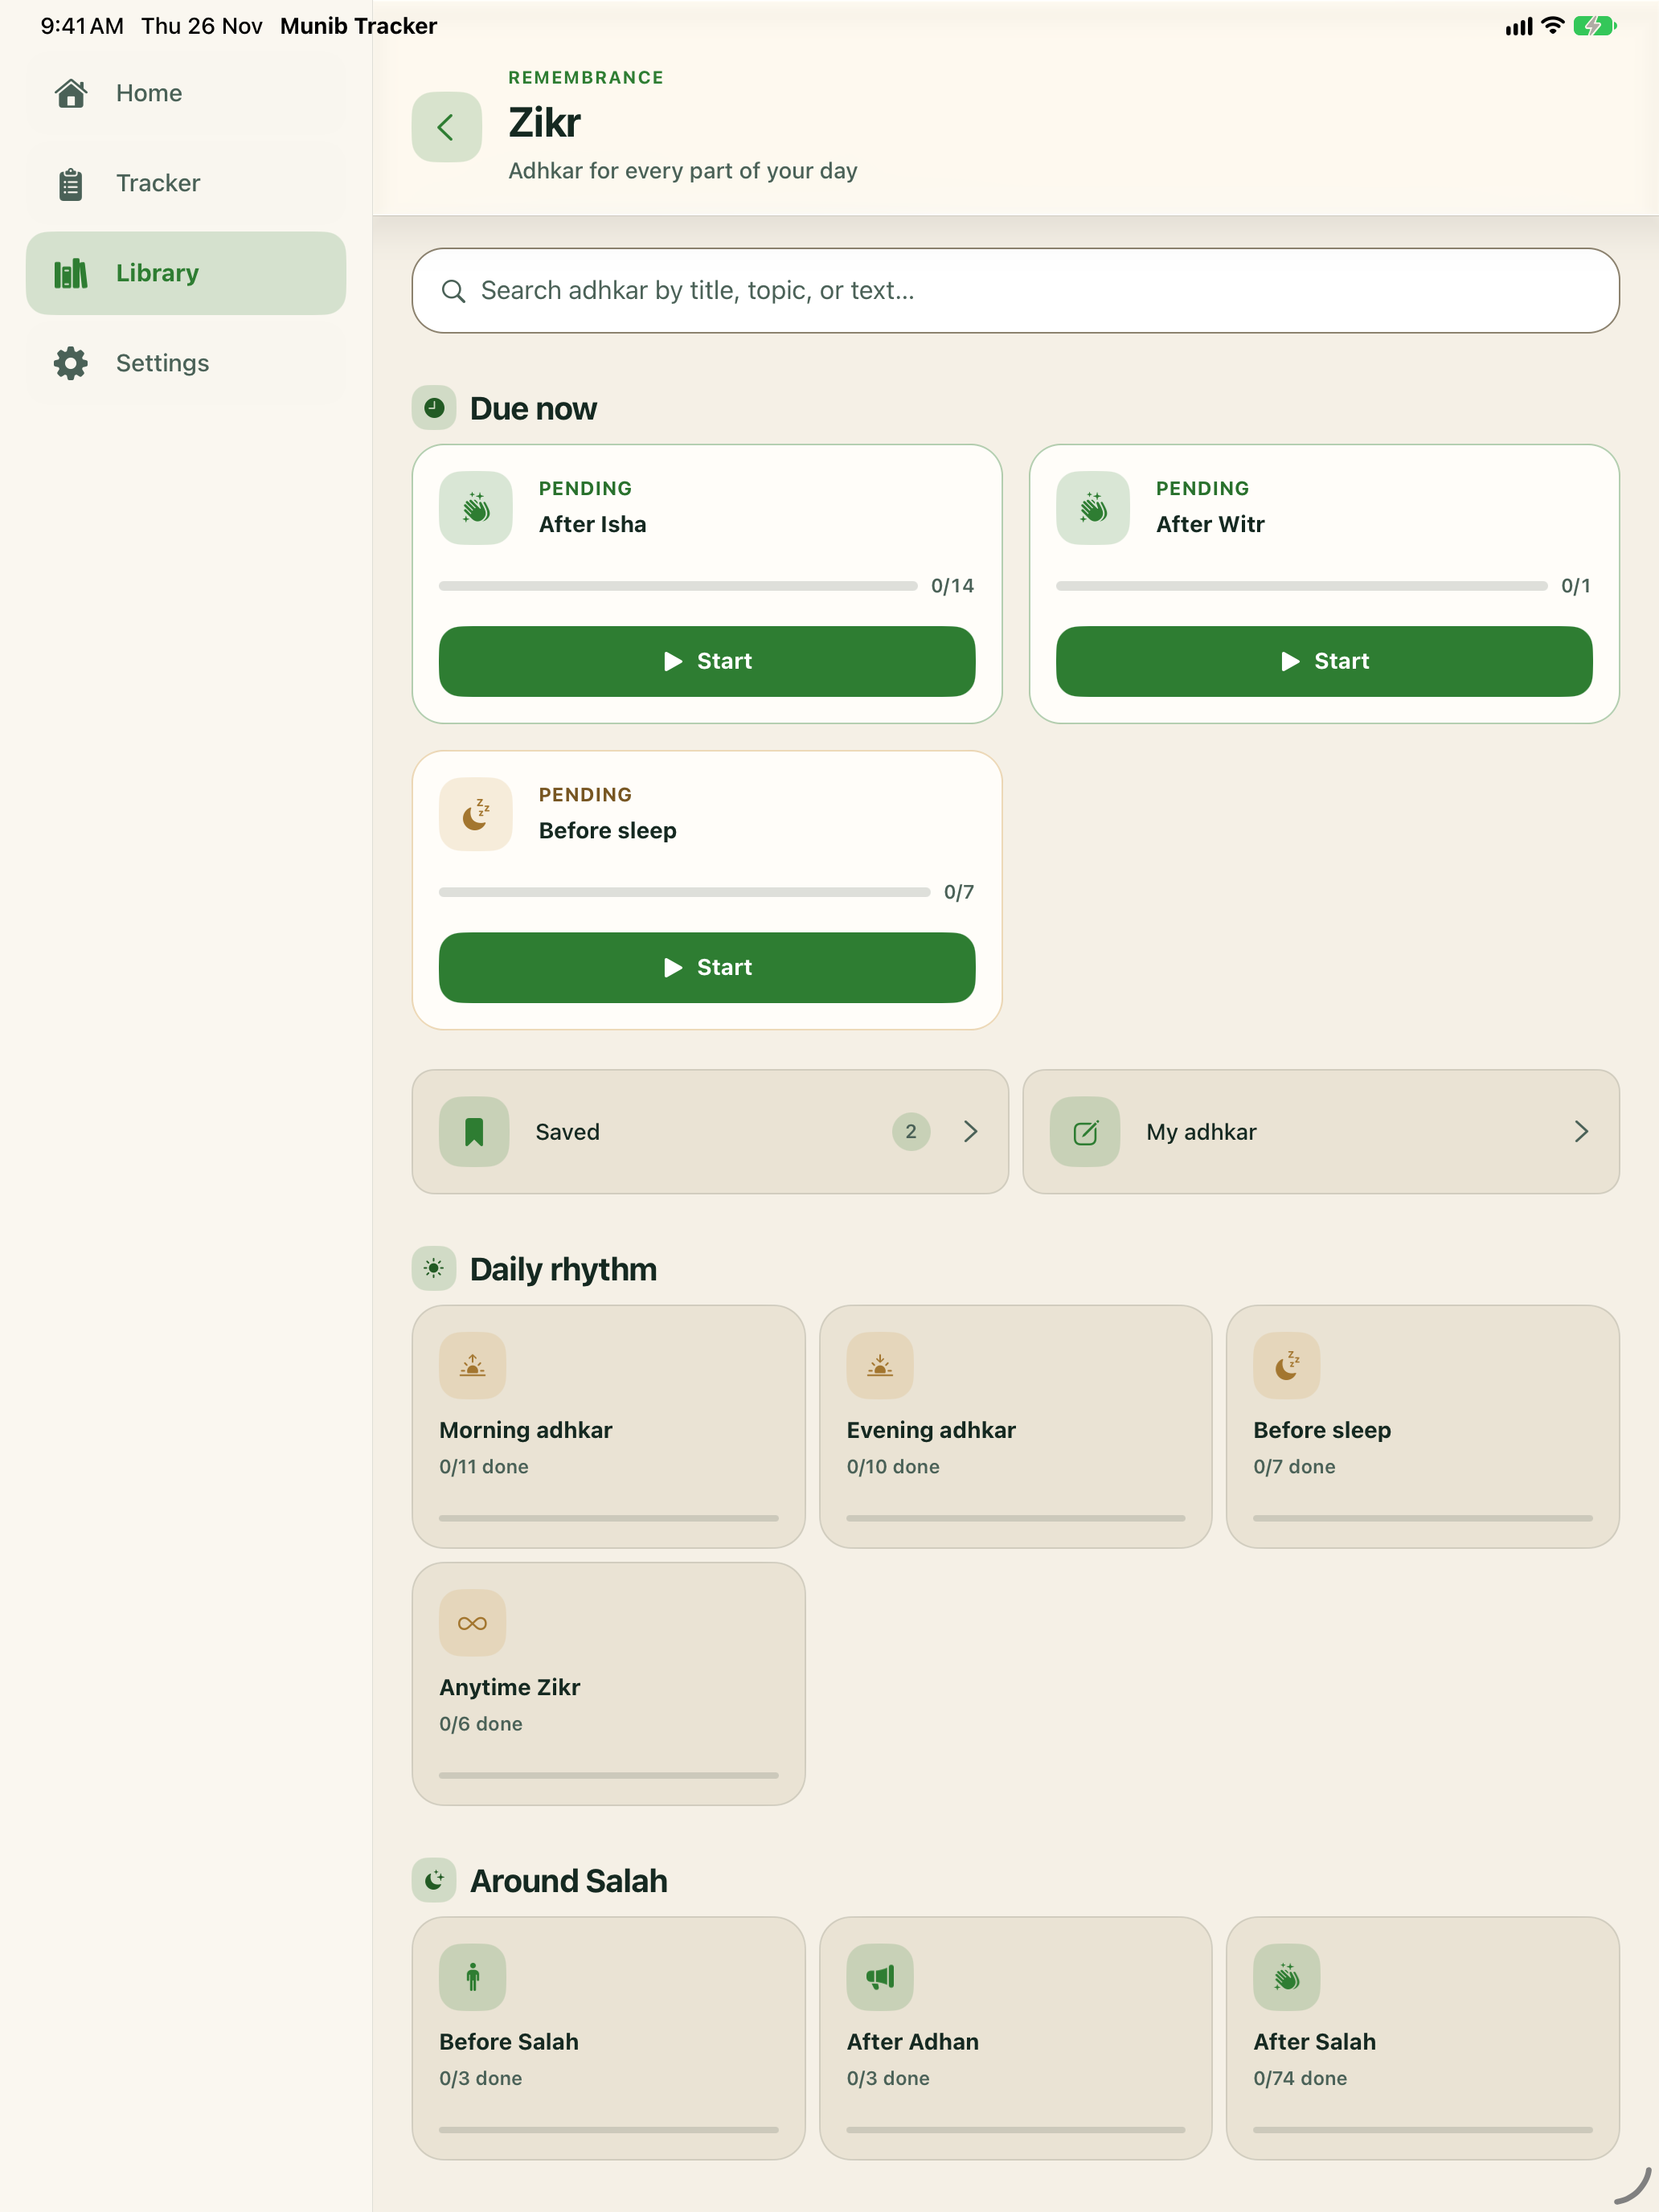 9:41 AM Thu 26 Nov Munib Tracker
Home
Tracker
Library
Settings
REMEMBRANCE
Zikr
Adhkar for every part of your day
Search adhkar by title, topic, or text...
Due now
PENDING
After Isha
0/14
Start
PENDING
After Witr
0/1
Start
PENDING
Before sleep
0/7
Start
Saved
2
My adhkar
Daily rhythm
Morning adhkar
0/11 done
Evening adhkar
0/10 done
Before sleep
0/7 done
Anytime Zikr
0/6 done
Around Salah
Before Salah
0/3 done
After Adhan
0/3 done
After Salah
0/74 done